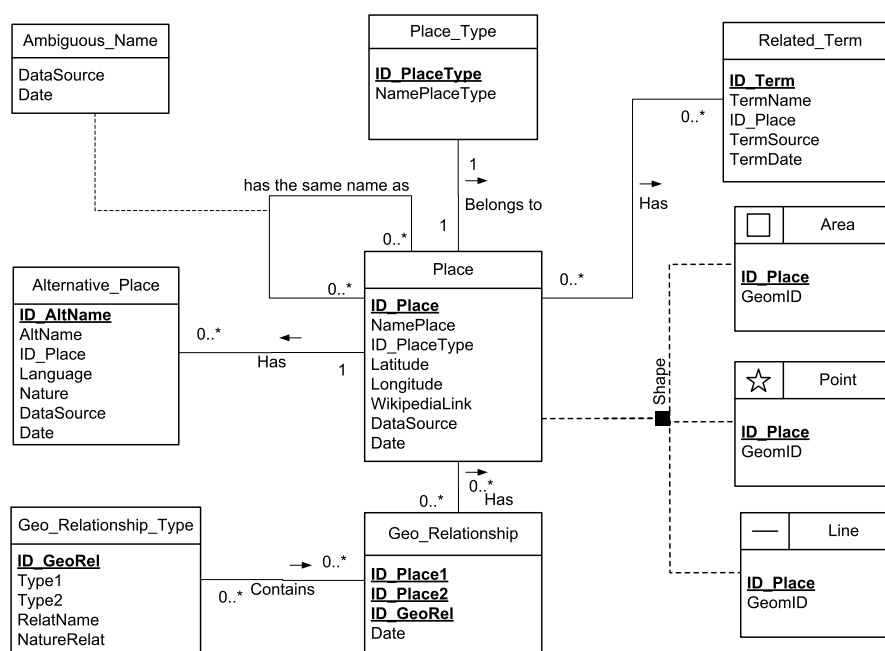 Ambiguous_Name
DataSource
Date
Place_Type
ID_PlaceType
NamePlaceType
Related_Term
ID_Term
TermName
ID_Place
TermSource
TermDate
0..*
Has
0..*
1
Belongs to
1
has the same name as
0..*
0..*
Place
ID_Place
NamePlace
ID_PlaceType
Latitude
Longitude
WikipediaLink
DataSource
Date
Alternative_Place
ID_AltName
AltName
ID_Place
Language
Nature
DataSource
Date
0..*
Has
1
Shape
Area
ID_Place
GeomID
Point
ID_Place
GeomID
Line
ID_Place
GeomID
0..*
0..*
Has
Geo_Relationship_Type
ID_GeoRel
Type1
Type2
RelatName
NatureRelat
0..*
Contains
0..*
Geo_Relationship
ID_Place1
ID_Place2
ID_GeoRel
Date